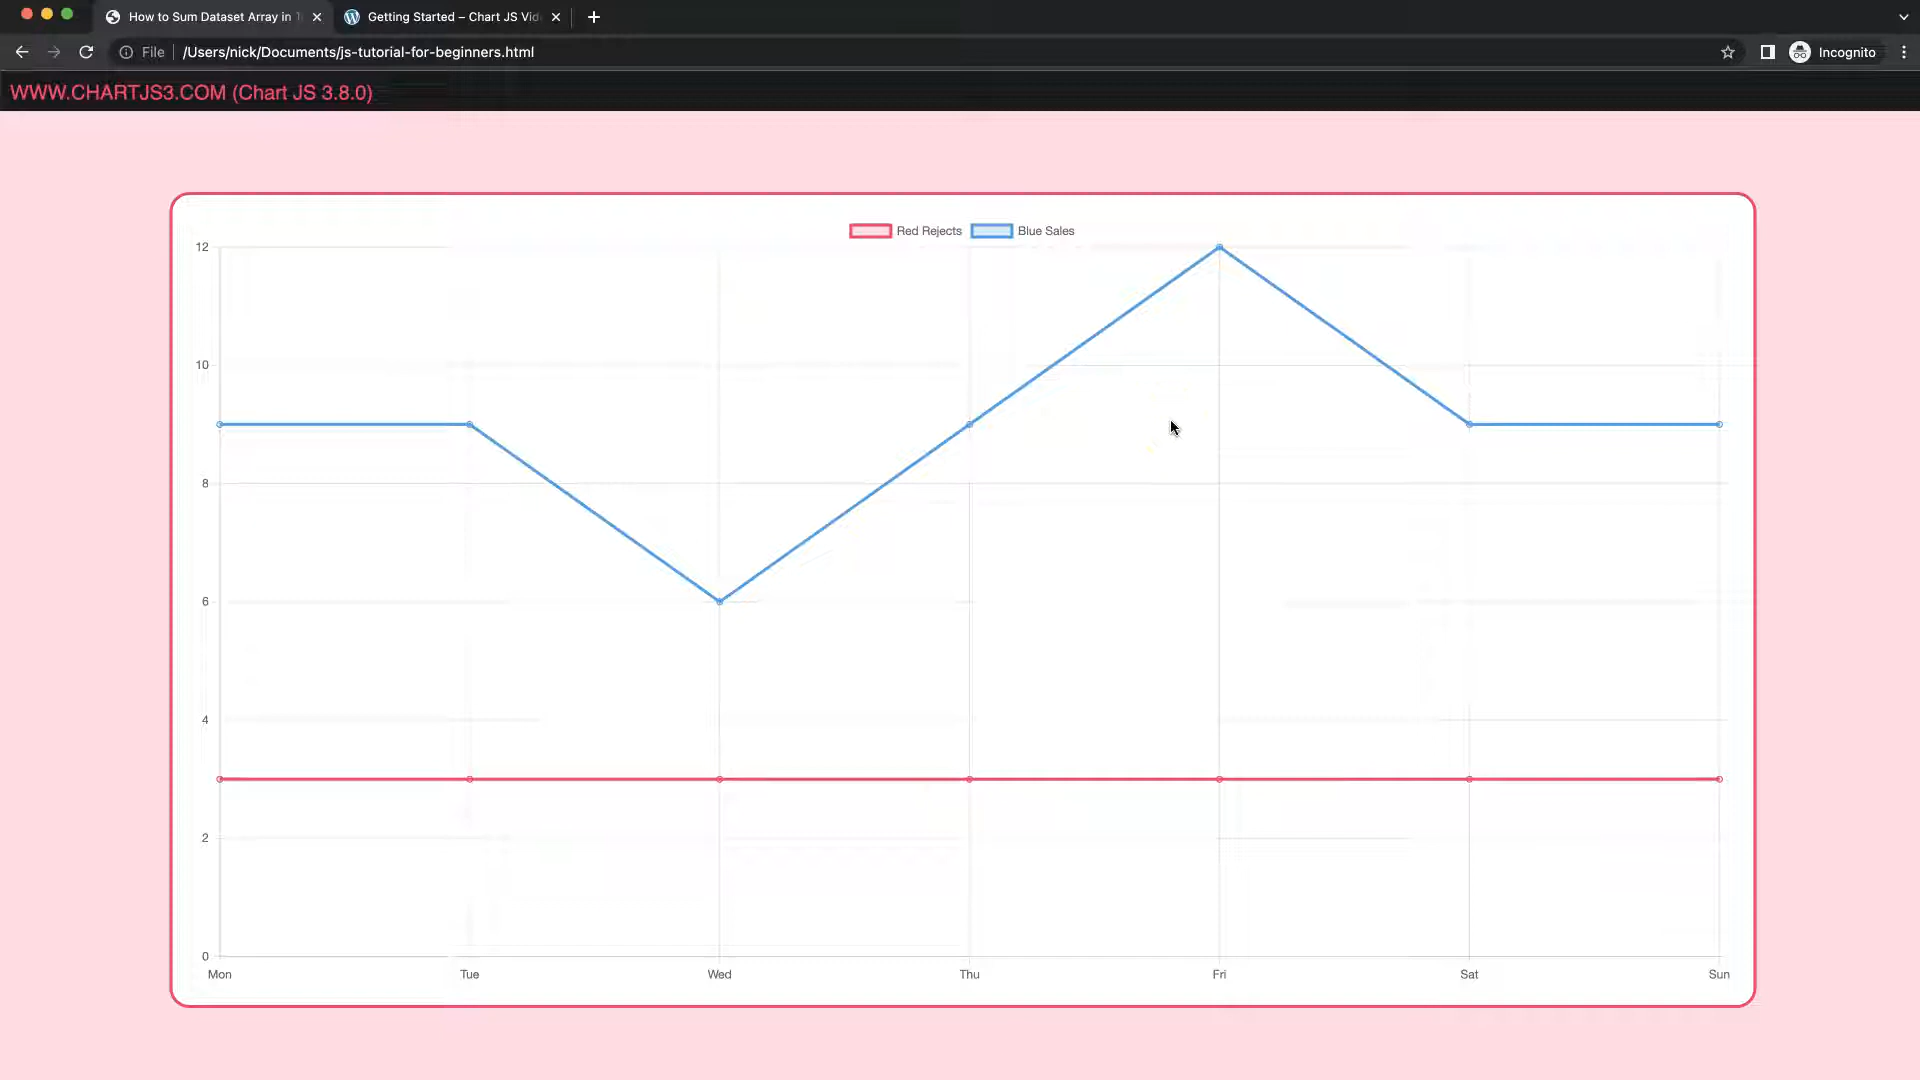 How to Sum Dataset Array in
Getting Started – Chart JS Vid
File
/Users/nick/Documents/js-tutorial-for-beginners.html
Incognito
WWW.CHARTJS3.COM (Chart JS 3.8.0)
Red Rejects
Blue Sales
12
10
8
6
4
2
0
Mon
Tue
Wed
Thu
Fri
Sat
Sun